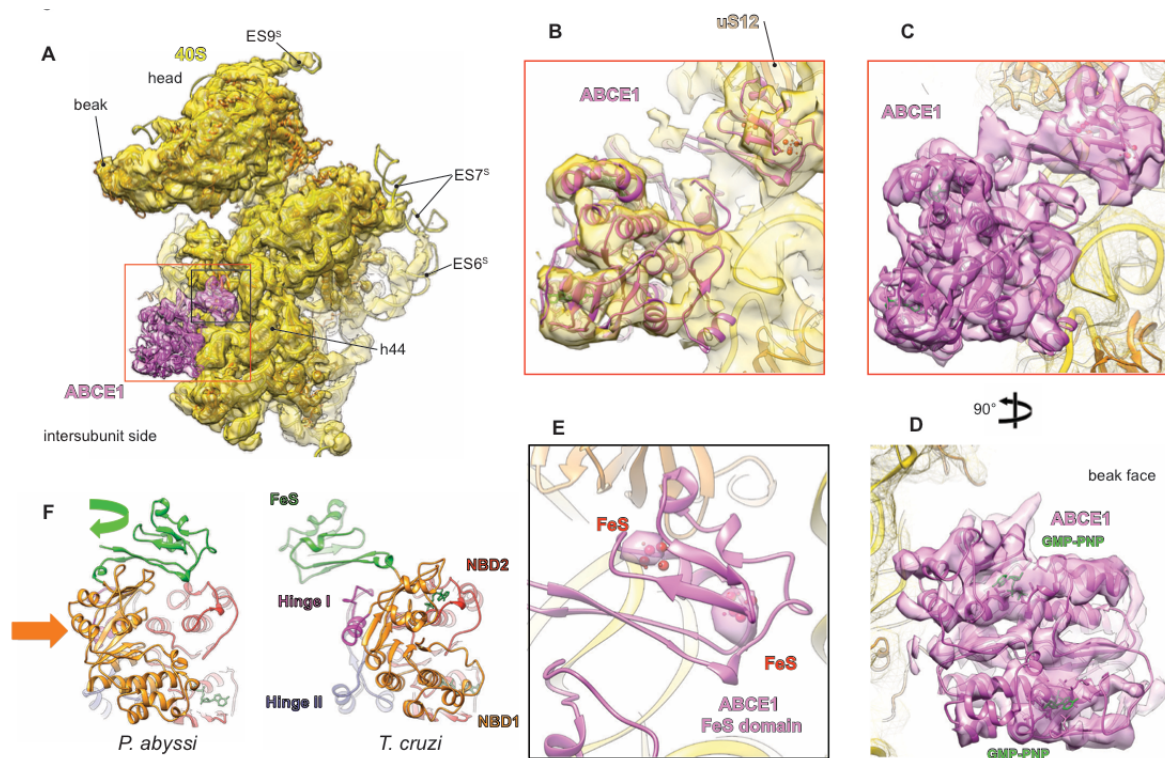 A
ES9S
40S
head
beak
ES7S
ES6S
h44
ABCE1
intersubunit side
B
uS12
ABCE1
C
ABCE1
90°
D
beak face
ABCE1
GMP-PNP
GMP-PNP
E
FeS
FeS
ABCE1
FeS domain
F
FeS
NBD2
Hinge I
Hinge II
NBD1
P. abyssi
T. cruzi